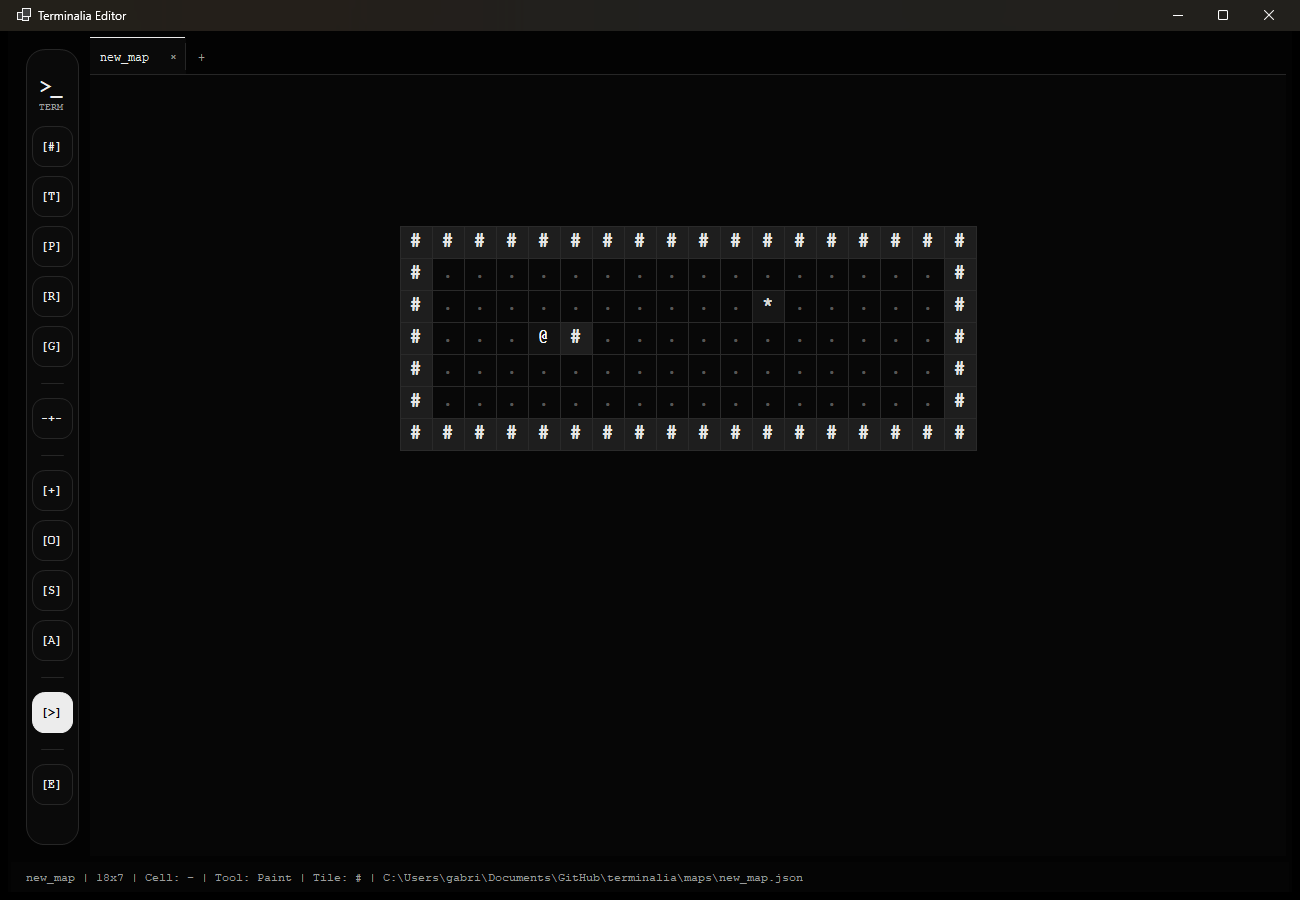 Terminalia Editor
new_map × +
>_
TERM
[#]
[T]
[P]
[R]
[G]
-+-
[+]
[O]
[S]
[A]
[>]
[E]
# # # # # # # # # # # # # # # # # #
# . . . . . . . . . . . . . . . . #
# . . . . . . . . . . * . . . . . #
# . . . @ # . . . . . . . . . . . #
# . . . . . . . . . . . . . . . . #
# . . . . . . . . . . . . . . . . #
# # # # # # # # # # # # # # # # # #
new_map | 18x7 | Cell: - | Tool: Paint | Tile: # | C:\Users\gabri\Documents\GitHub\terminalia\maps\new_map.json